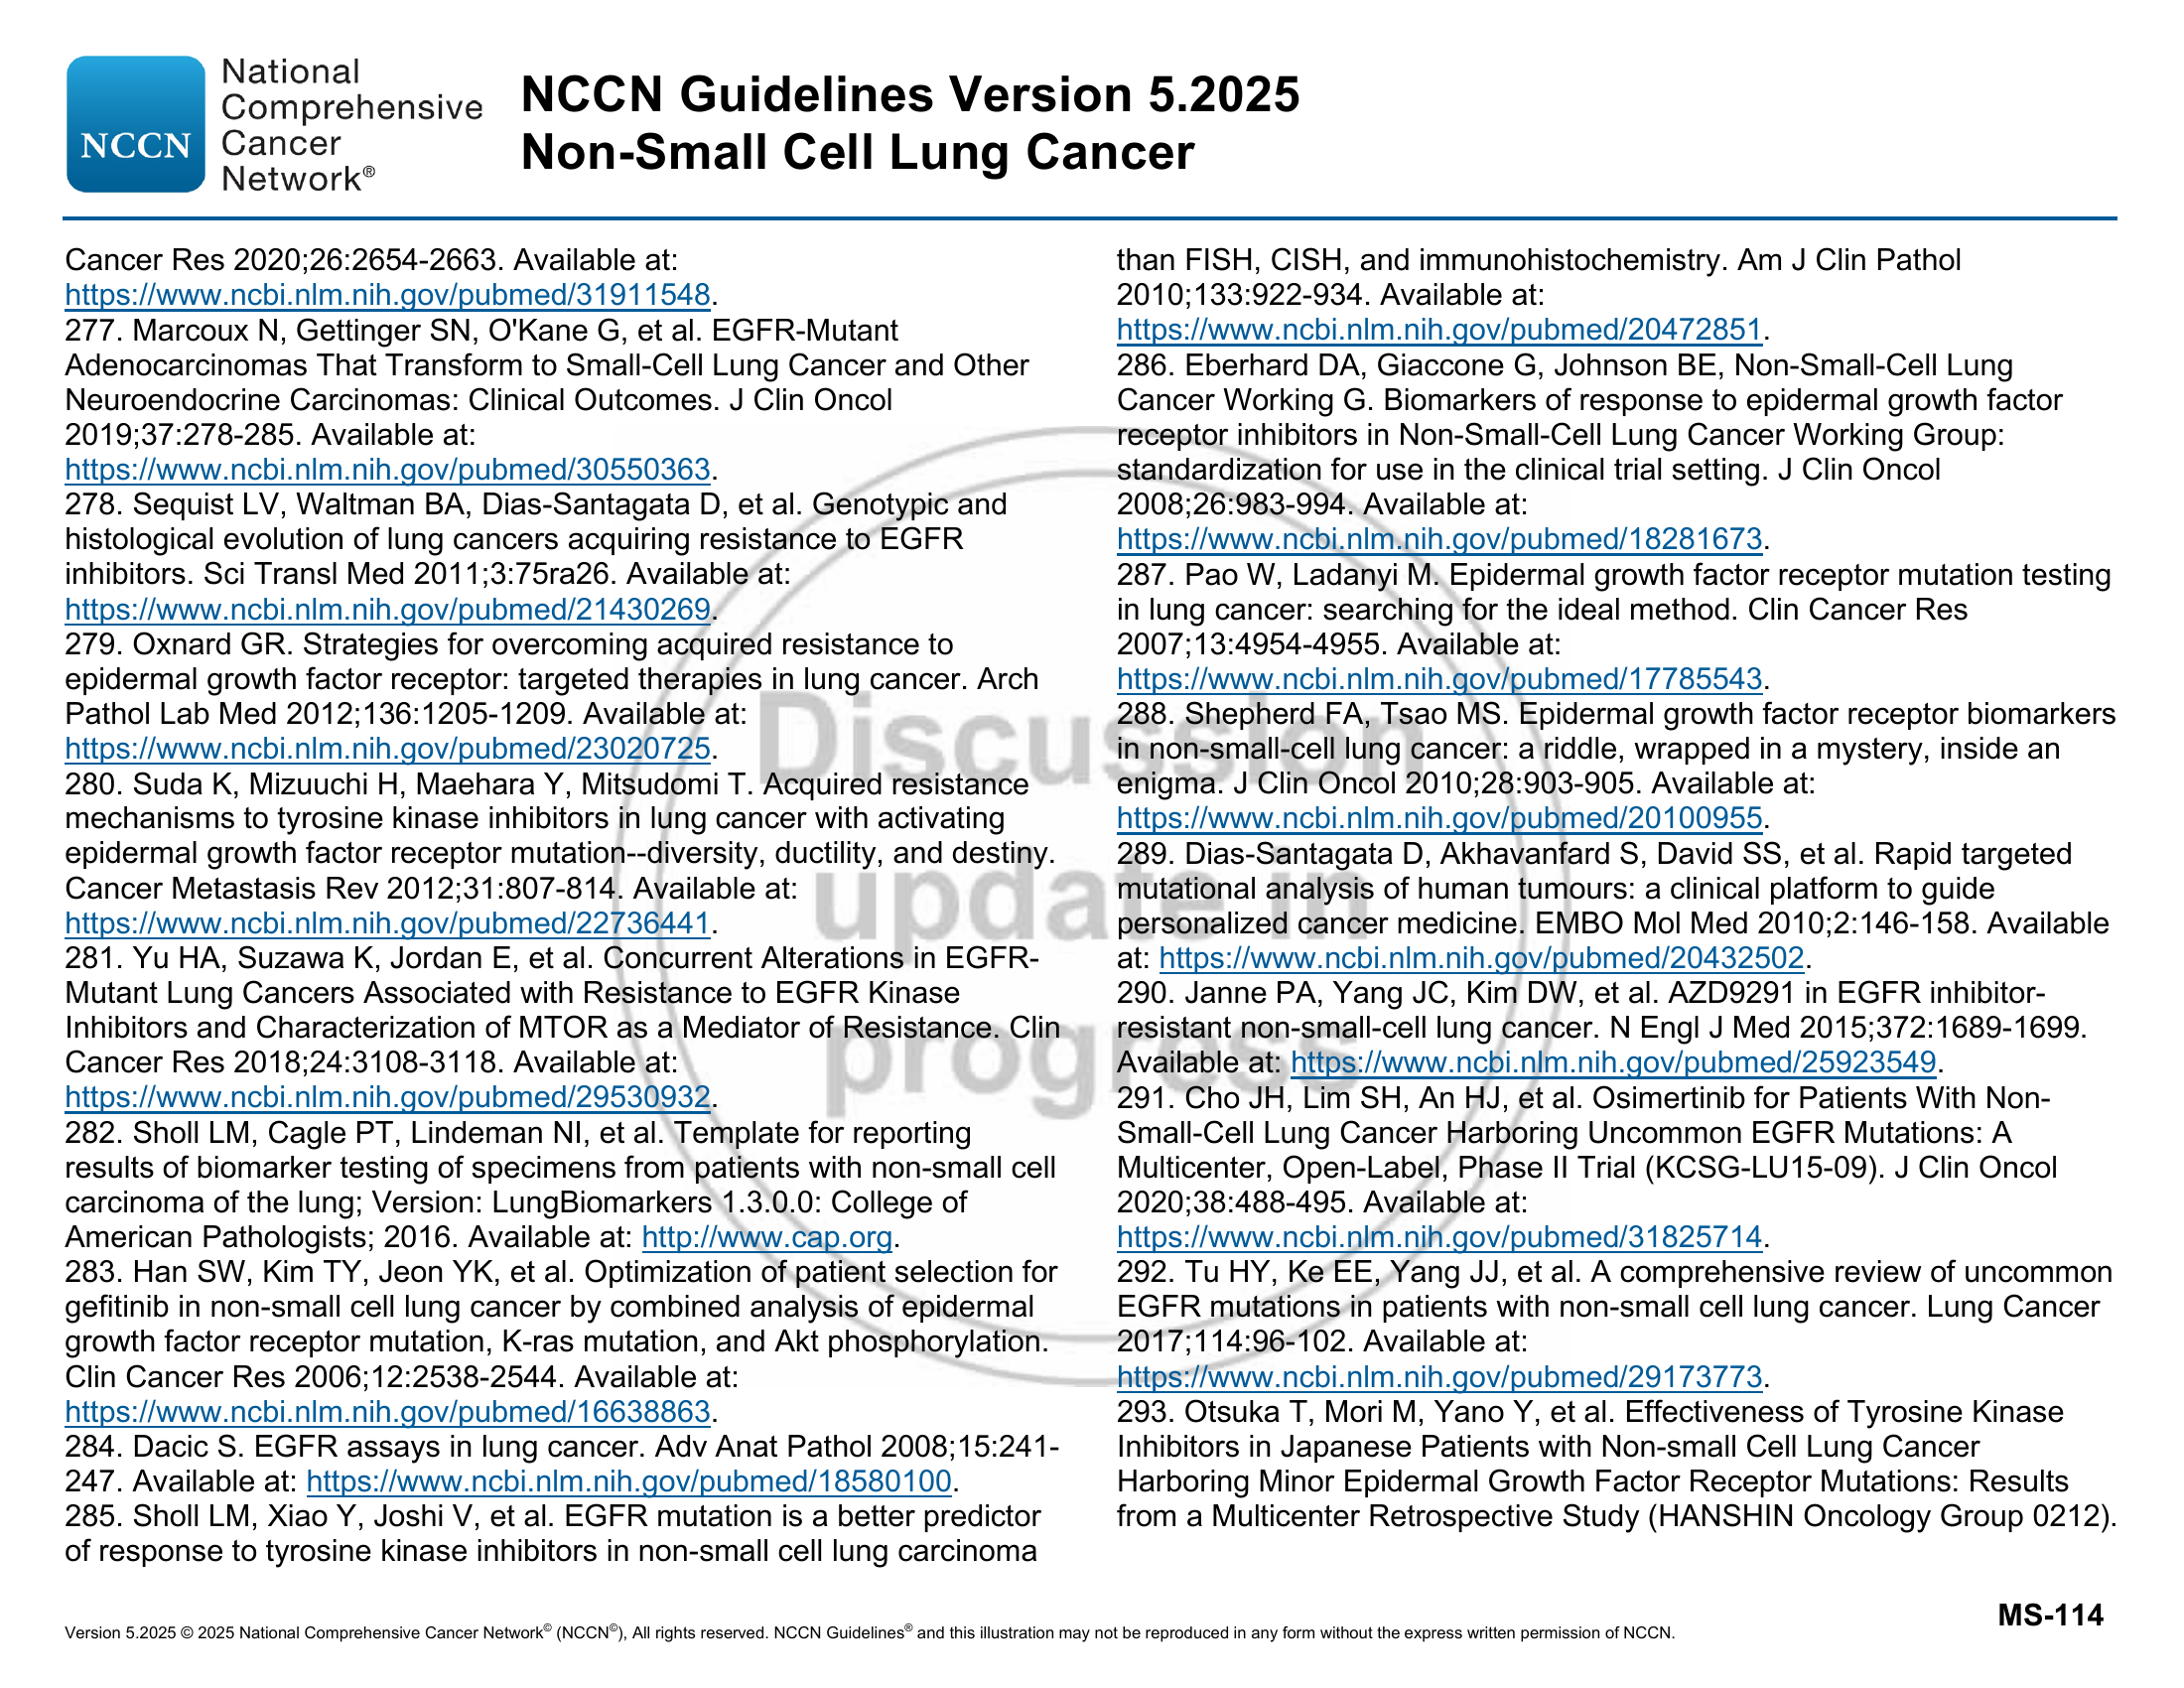 NCCN
National
Comprehensive
Cancer
Network®
NCCN Guidelines Version 5.2025
Non-Small Cell Lung Cancer
Cancer Res 2020;26:2654-2663. Available at:
https://www.ncbi.nlm.nih.gov/pubmed/31911548.
277. Marcoux N, Gettinger SN, O'Kane G, et al. EGFR-Mutant
Adenocarcinomas That Transform to Small-Cell Lung Cancer and Other
Neuroendocrine Carcinomas: Clinical Outcomes. J Clin Oncol
2019;37:278-285. Available at:
https://www.ncbi.nlm.nih.gov/pubmed/30550363.
278. Sequist LV, Waltman BA, Dias-Santagata D, et al. Genotypic and
histological evolution of lung cancers acquiring resistance to EGFR
inhibitors. Sci Transl Med 2011;3:75ra26. Available at:
https://www.ncbi.nlm.nih.gov/pubmed/21430269.
279. Oxnard GR. Strategies for overcoming acquired resistance to
epidermal growth factor receptor: targeted therapies in lung cancer. Arch
Pathol Lab Med 2012;136:1205-1209. Available at:
https://www.ncbi.nlm.nih.gov/pubmed/23020725.
280. Suda K, Mizuuchi H, Maehara Y, Mitsudomi T. Acquired resistance
mechanisms to tyrosine kinase inhibitors in lung cancer with activating
epidermal growth factor receptor mutation--diversity, ductility, and destiny.
Cancer Metastasis Rev 2012;31:807-814. Available at:
https://www.ncbi.nlm.nih.gov/pubmed/22736441.
281. Yu HA, Suzawa K, Jordan E, et al. Concurrent Alterations in EGFR-
Mutant Lung Cancers Associated with Resistance to EGFR Kinase
Inhibitors and Characterization of MTOR as a Mediator of Resistance. Clin
Cancer Res 2018;24:3108-3118. Available at:
https://www.ncbi.nlm.nih.gov/pubmed/29530932.
282. Sholl LM, Cagle PT, Lindeman NI, et al. Template for reporting
results of biomarker testing of specimens from patients with non-small cell
carcinoma of the lung; Version: LungBiomarkers 1.3.0.0: College of
American Pathologists; 2016. Available at: http://www.cap.org.
283. Han SW, Kim TY, Jeon YK, et al. Optimization of patient selection for
gefitinib in non-small cell lung cancer by combined analysis of epidermal
growth factor receptor mutation, K-ras mutation, and Akt phosphorylation.
Clin Cancer Res 2006;12:2538-2544. Available at:
https://www.ncbi.nlm.nih.gov/pubmed/16638863.
284. Dacic S. EGFR assays in lung cancer. Adv Anat Pathol 2008;15:241-
247. Available at: https://www.ncbi.nlm.nih.gov/pubmed/18580100.
285. Sholl LM, Xiao Y, Joshi V, et al. EGFR mutation is a better predictor
of response to tyrosine kinase inhibitors in non-small cell lung carcinoma
than FISH, CISH, and immunohistochemistry. Am J Clin Pathol
2010;133:922-934. Available at:
https://www.ncbi.nlm.nih.gov/pubmed/20472851.
286. Eberhard DA, Giaccone G, Johnson BE, Non-Small-Cell Lung
Cancer Working G. Biomarkers of response to epidermal growth factor
receptor inhibitors in Non-Small-Cell Lung Cancer Working Group:
standardization for use in the clinical trial setting. J Clin Oncol
2008;26:983-994. Available at:
https://www.ncbi.nlm.nih.gov/pubmed/18281673.
287. Pao W, Ladanyi M. Epidermal growth factor receptor mutation testing
in lung cancer: searching for the ideal method. Clin Cancer Res
2007;13:4954-4955. Available at:
https://www.ncbi.nlm.nih.gov/pubmed/17785543.
288. Shepherd FA, Tsao MS. Epidermal growth factor receptor biomarkers
in non-small-cell lung cancer: a riddle, wrapped in a mystery, inside an
enigma. J Clin Oncol 2010;28:903-905. Available at:
https://www.ncbi.nlm.nih.gov/pubmed/20100955.
289. Dias-Santagata D, Akhavanfard S, David SS, et al. Rapid targeted
mutational analysis of human tumours: a clinical platform to guide
personalized cancer medicine. EMBO Mol Med 2010;2:146-158. Available
at: https://www.ncbi.nlm.nih.gov/pubmed/20432502.
290. Janne PA, Yang JC, Kim DW, et al. AZD9291 in EGFR inhibitor-
resistant non-small-cell lung cancer. N Engl J Med 2015;372:1689-1699.
Available at: https://www.ncbi.nlm.nih.gov/pubmed/25923549.
291. Cho JH, Lim SH, An HJ, et al. Osimertinib for Patients With Non-
Small-Cell Lung Cancer Harboring Uncommon EGFR Mutations: A
Multicenter, Open-Label, Phase II Trial (KCSG-LU15-09). J Clin Oncol
2020;38:488-495. Available at:
https://www.ncbi.nlm.nih.gov/pubmed/31825714.
292. Tu HY, Ke EE, Yang JJ, et al. A comprehensive review of uncommon
EGFR mutations in patients with non-small cell lung cancer. Lung Cancer
2017;114:96-102. Available at:
https://www.ncbi.nlm.nih.gov/pubmed/29173773.
293. Otsuka T, Mori M, Yano Y, et al. Effectiveness of Tyrosine Kinase
Inhibitors in Japanese Patients with Non-small Cell Lung Cancer
Harboring Minor Epidermal Growth Factor Receptor Mutations: Results
from a Multicenter Retrospective Study (HANSHIN Oncology Group 0212).
Discussion
update in
progress
MS-114
Version 5.2025 © 2025 National Comprehensive Cancer Network© (NCCN©), All rights reserved. NCCN Guidelines® and this illustration may not be reproduced in any form without the express written permission of NCCN.